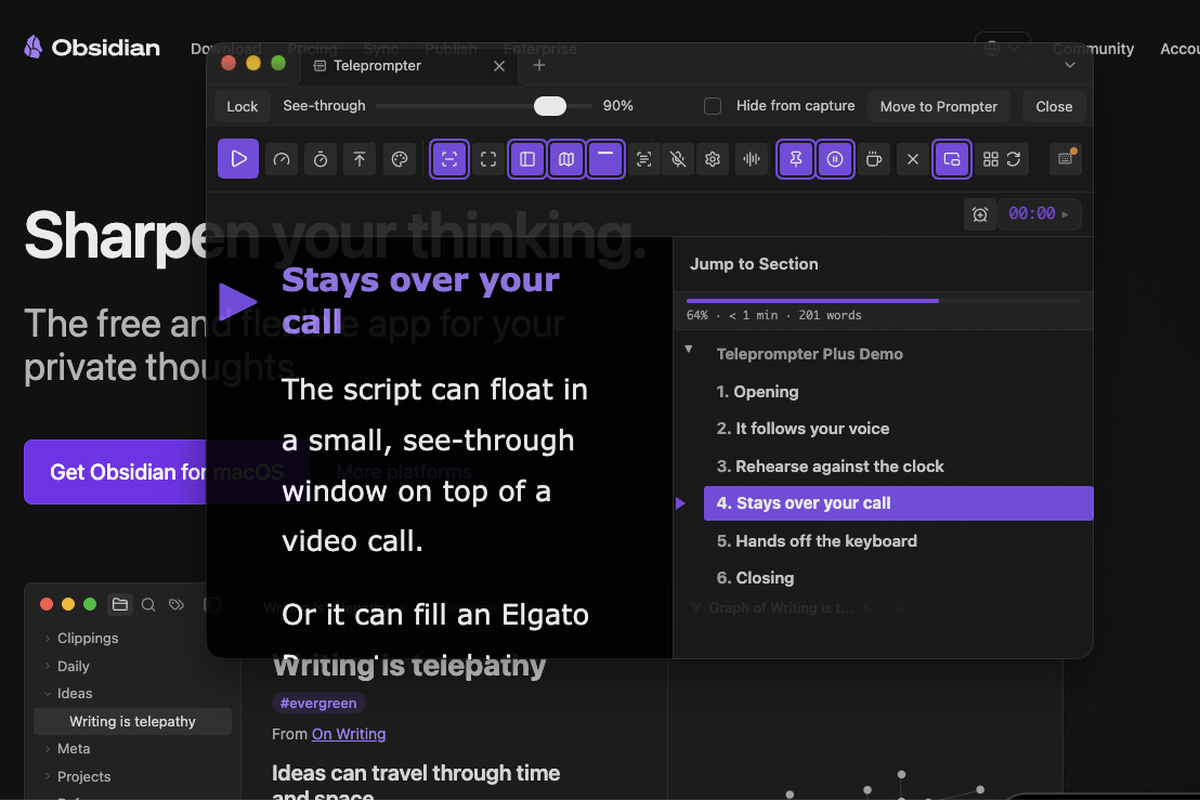 Obsidian
Download Pricing Sync Publish Enterprise
Community Accou
Teleprompter
Lock See-through 90% Hide from capture Move to Prompter Close
00:00
Sharpen your thinking.
The free and flexible app for your
private thoughts.
Get Obsidian for macOS
More platforms
Stays over your
call
The script can float in
a small, see-through
window on top of a
video call.
Or it can fill an Elgato
Jump to Section
64% · < 1 min · 201 words
Teleprompter Plus Demo
1. Opening
2. It follows your voice
3. Rehearse against the clock
4. Stays over your call
5. Hands off the keyboard
6. Closing
Graph of Writing is t...
Clippings
Daily
Ideas
Writing is telepathy
Meta
Projects
Writing is telepathy
Writing is telepathy
#evergreen
From On Writing
Ideas can travel through time
and space